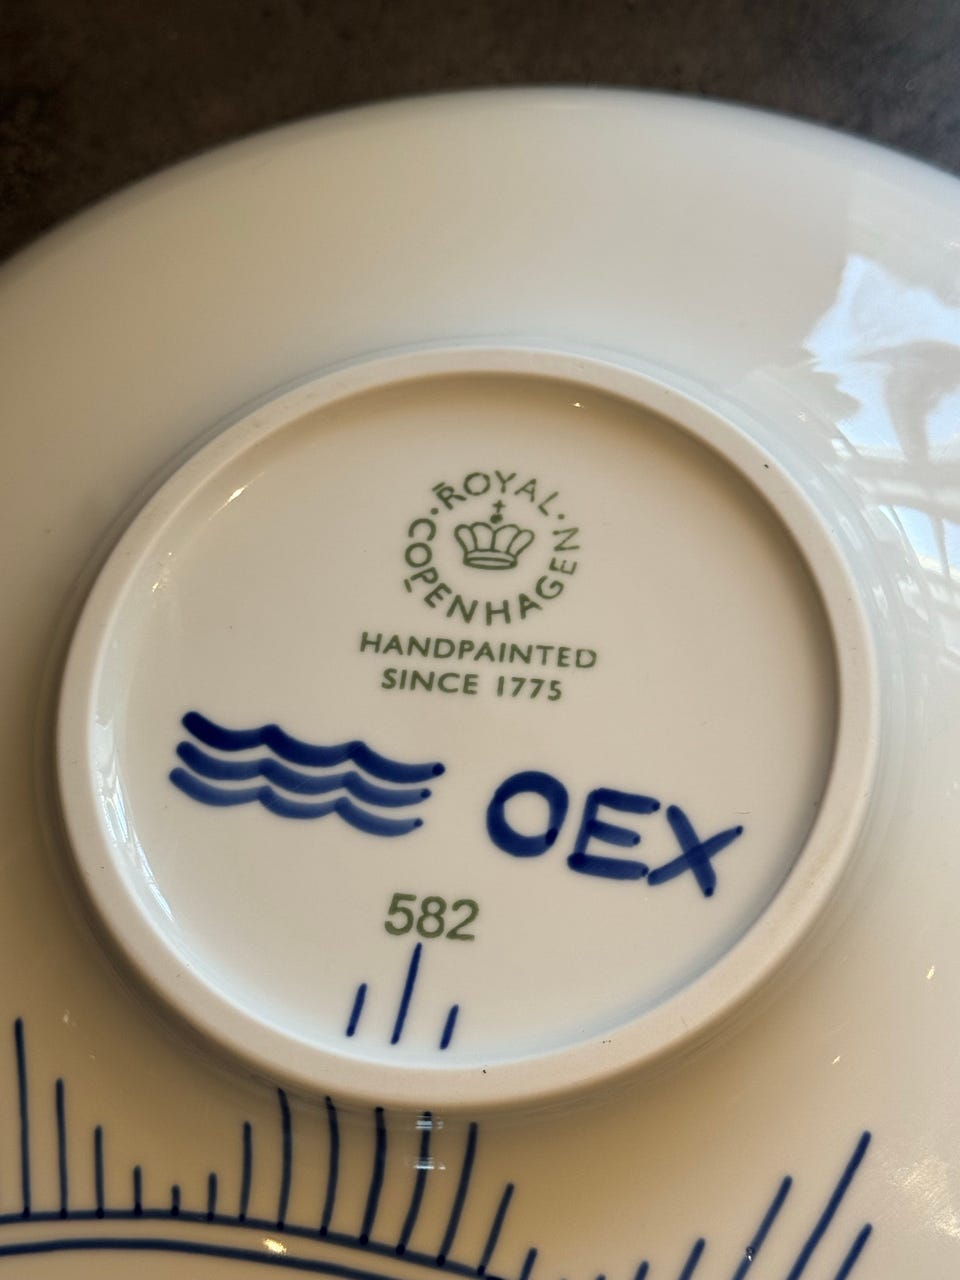 ROYAL
COPENHAGEN
HANDPAINTED
SINCE 1775
OEX
582